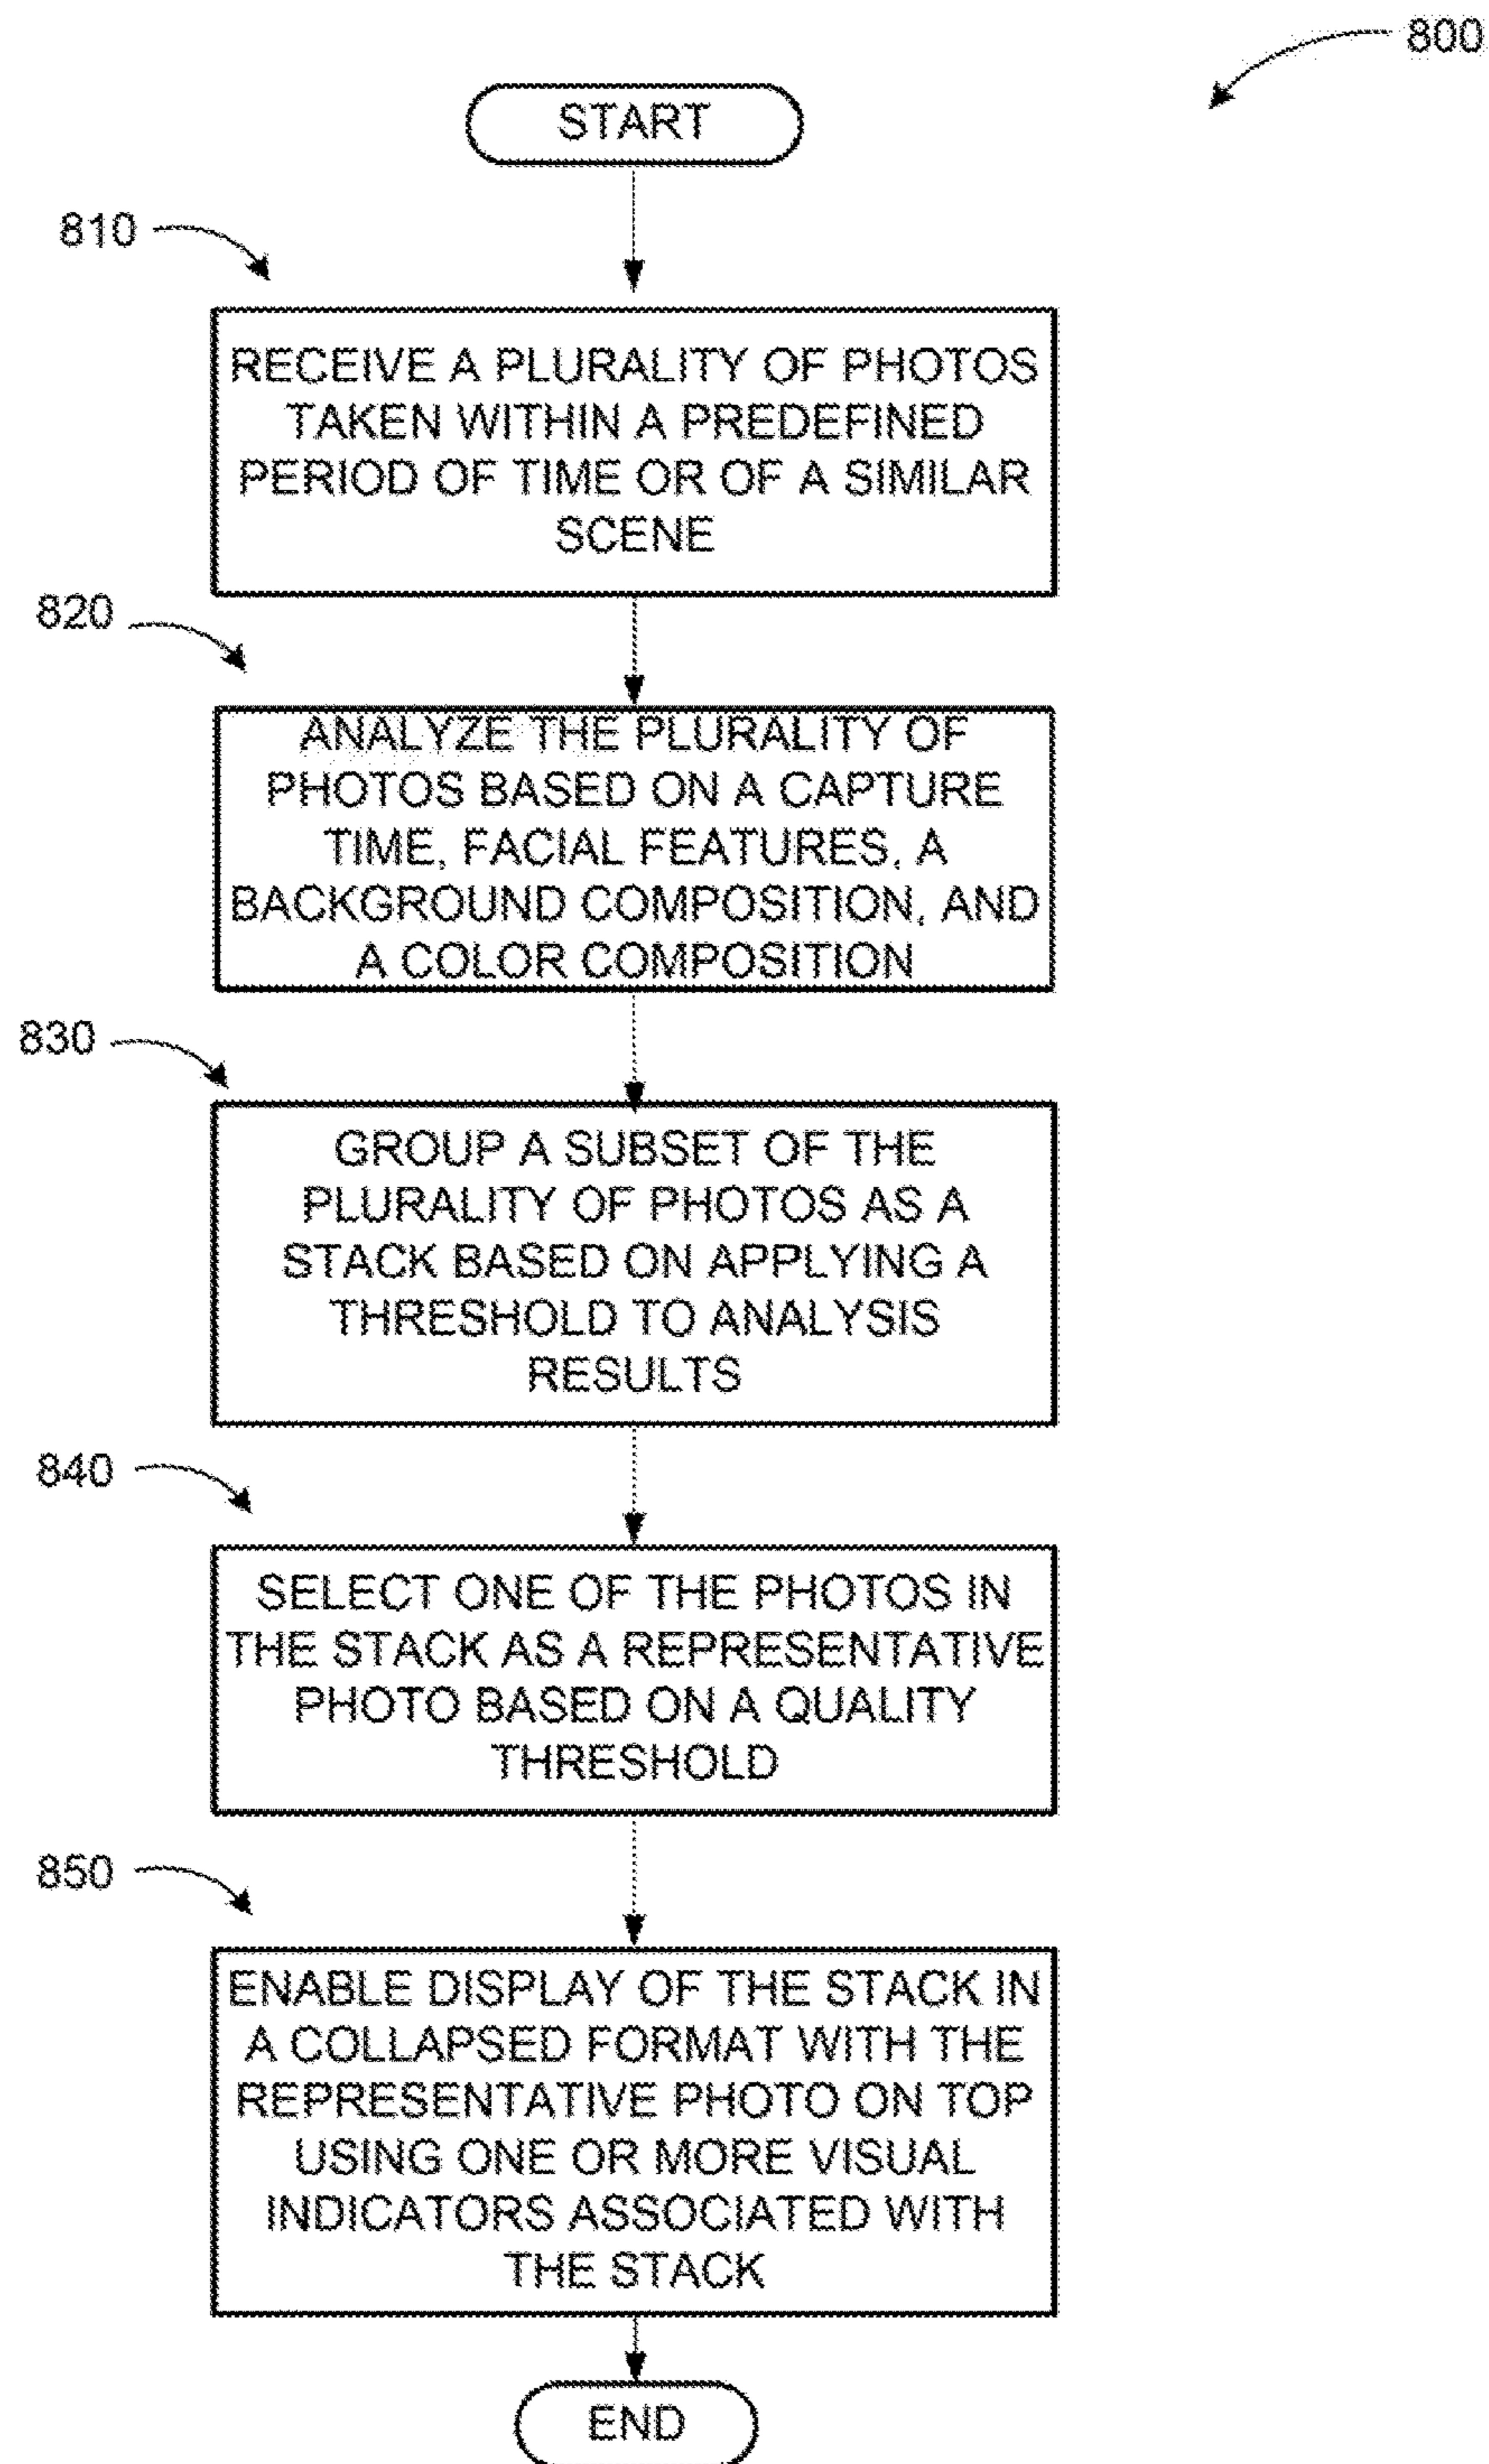 800
START
810
RECEIVE A PLURALITY OF PHOTOS
TAKEN WITHIN A PREDEFINED
PERIOD OF TIME OR OF A SIMILAR
SCENE
820
ANALYZE THE PLURALITY OF
PHOTOS BASED ON A CAPTURE
TIME, FACIAL FEATURES, A
BACKGROUND COMPOSITION, AND
A COLOR COMPOSITION
830
GROUP A SUBSET OF THE
PLURALITY OF PHOTOS AS A
STACK BASED ON APPLYING A
THRESHOLD TO ANALYSIS
RESULTS
840
SELECT ONE OF THE PHOTOS IN
THE STACK AS A REPRESENTATIVE
PHOTO BASED ON A QUALITY
THRESHOLD
850
ENABLE DISPLAY OF THE STACK IN
A COLLAPSED FORMAT WITH THE
REPRESENTATIVE PHOTO ON TOP
USING ONE OR MORE VISUAL
INDICATORS ASSOCIATED WITH
THE STACK
END